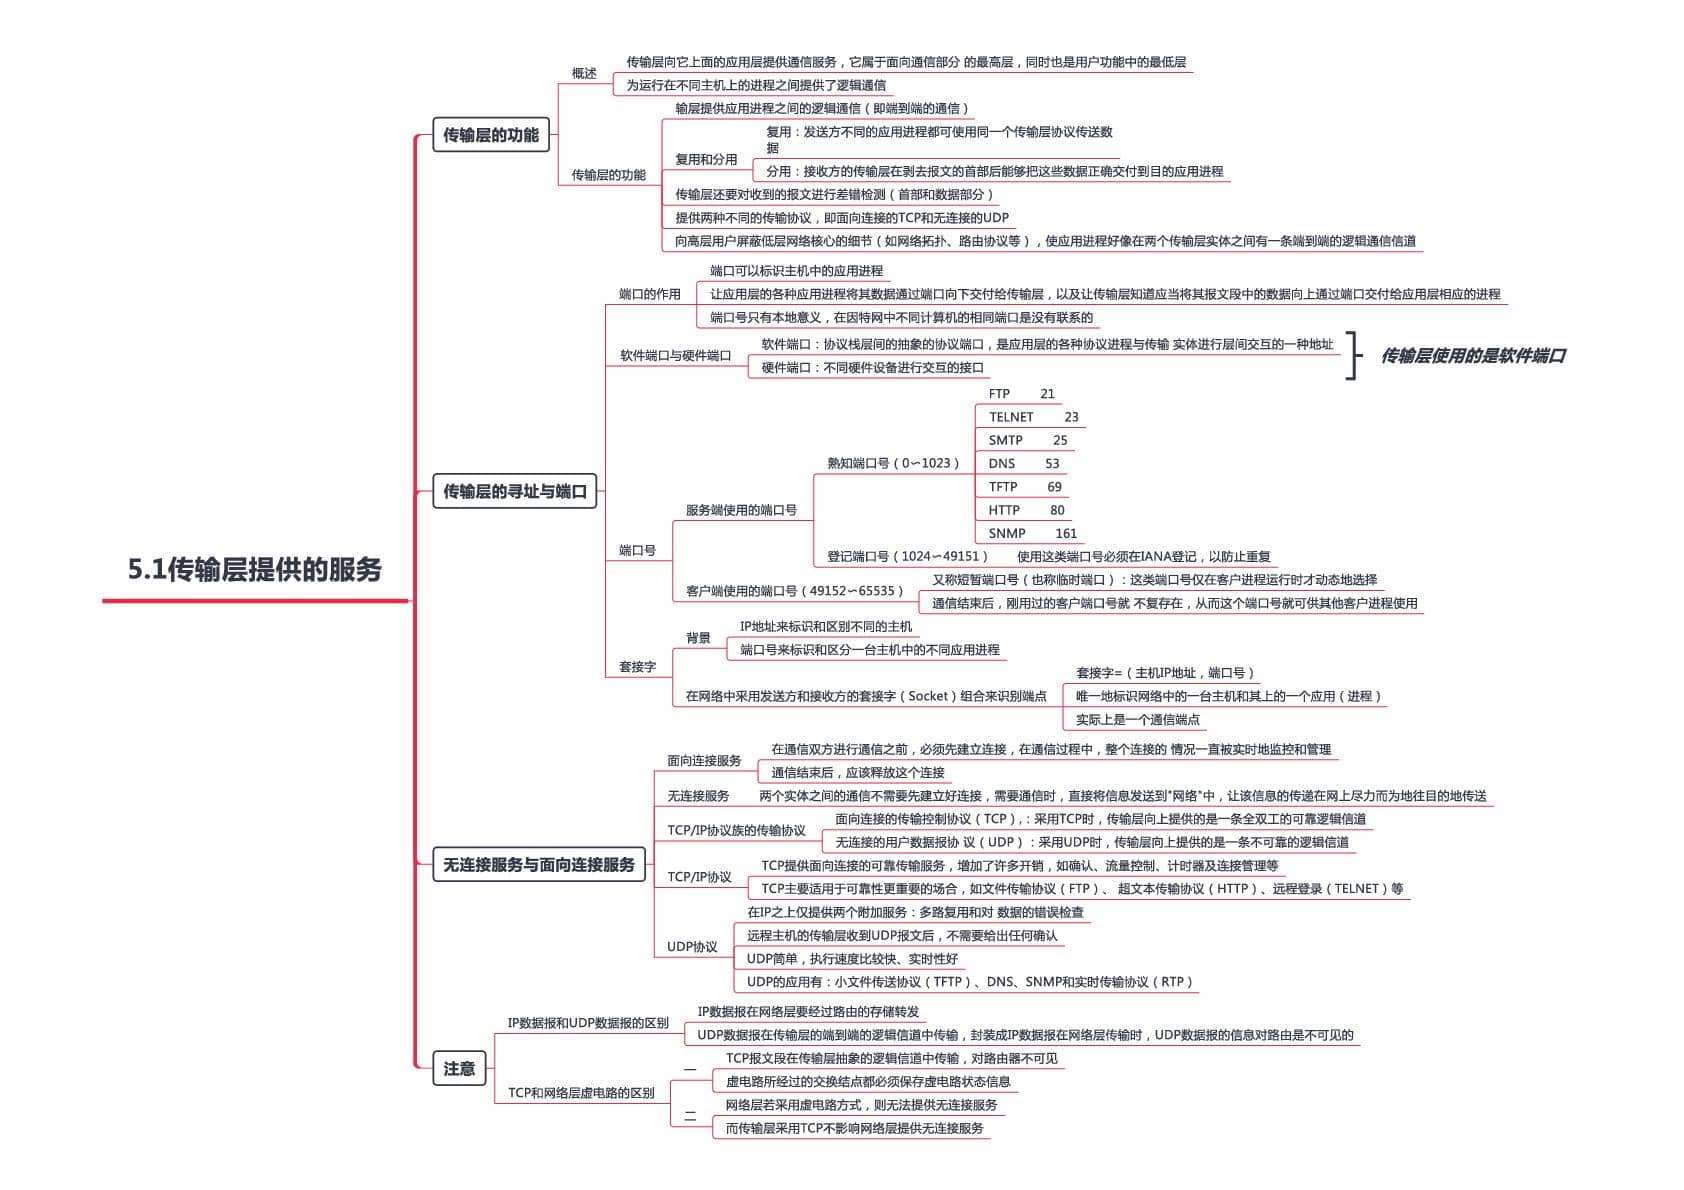 5.1传输层提供的服务
传输层的功能
概述
传输层向它上面的应用层提供通信服务，它属于面向通信部分 的最高层，同时也是用户功能中的最低层
为运行在不同主机上的进程之间提供了逻辑通信
传输层的功能
输层提供应用进程之间的逻辑通信（即端到端的通信）
复用和分用
复用：发送方不同的应用进程都可使用同一个传输层协议传送数
据
分用：接收方的传输层在剥去报文的首部后能够把这些数据正确交付到目的应用进程
传输层还要对收到的报文进行差错检测（首部和数据部分）
提供两种不同的传输协议，即面向连接的TCP和无连接的UDP
向高层用户屏蔽低层网络核心的细节（如网络拓扑、路由协议等），使应用进程好像在两个传输层实体之间有一条端到端的逻辑通信信道
传输层的寻址与端口
端口的作用
端口可以标识主机中的应用进程
让应用层的各种应用进程将其数据通过端口向下交付给传输层，以及让传输层知道应当将其报文段中的数据向上通过端口交付给应用层相应的进程
端口号只有本地意义，在因特网中不同计算机的相同端口是没有联系的
软件端口与硬件端口
软件端口：协议栈层间的抽象的协议端口，是应用层的各种协议进程与传输 实体进行层间交互的一种地址
硬件端口：不同硬件设备进行交互的接口
传输层使用的是软件端口
端口号
服务端使用的端口号
熟知端口号（0～1023）
FTP 21
TELNET 23
SMTP 25
DNS 53
TFTP 69
HTTP 80
SNMP 161
登记端口号（1024～49151） 使用这类端口号必须在IANA登记，以防止重复
客户端使用的端口号（49152～65535）
又称短暂端口号（也称临时端口）：这类端口号仅在客户进程运行时才动态地选择
通信结束后，刚用过的客户端口号就 不复存在，从而这个端口号就可供其他客户进程使用
套接字
背景
IP地址来标识和区别不同的主机
端口号来标识和区分一台主机中的不同应用进程
在网络中采用发送方和接收方的套接字（Socket）组合来识别端点
套接字=（主机IP地址，端口号）
唯一地标识网络中的一台主机和其上的一个应用（进程）
实际上是一个通信端点
无连接服务与面向连接服务
面向连接服务
在通信双方进行通信之前，必须先建立连接，在通信过程中，整个连接的 情况一直被实时地监控和管理
通信结束后，应该释放这个连接
无连接服务 两个实体之间的通信不需要先建立好连接，需要通信时，直接将信息发送到"网络"中，让该信息的传递在网上尽力而为地往目的地传送
TCP/IP协议族的传输协议
面向连接的传输控制协议（TCP），：采用TCP时，传输层向上提供的是一条全双工的可靠逻辑信道
无连接的用户数据报协 议（UDP）：采用UDP时，传输层向上提供的是一条不可靠的逻辑信道
TCP/IP协议
TCP提供面向连接的可靠传输服务，增加了许多开销，如确认、流量控制、计时器及连接管理等
TCP主要适用于可靠性更重要的场合，如文件传输协议（FTP）、 超文本传输协议（HTTP）、远程登录（TELNET）等
UDP协议
在IP之上仅提供两个附加服务：多路复用和对 数据的错误检查
远程主机的传输层收到UDP报文后，不需要给出任何确认
UDP简单，执行速度比较快、实时性好
UDP的应用有：小文件传送协议（TFTP）、DNS、SNMP和实时传输协议（RTP）
注意
IP数据报和UDP数据报的区别
IP数据报在网络层要经过路由的存储转发
UDP数据报在传输层的端到端的逻辑信道中传输，封装成IP数据报在网络层传输时，UDP数据报的信息对路由是不可见的
TCP和网络层虚电路的区别
一
TCP报文段在传输层抽象的逻辑信道中传输，对路由器不可见
虚电路所经过的交换结点都必须保存虚电路状态信息
二
网络层若采用虚电路方式，则无法提供无连接服务
而传输层采用TCP不影响网络层提供无连接服务